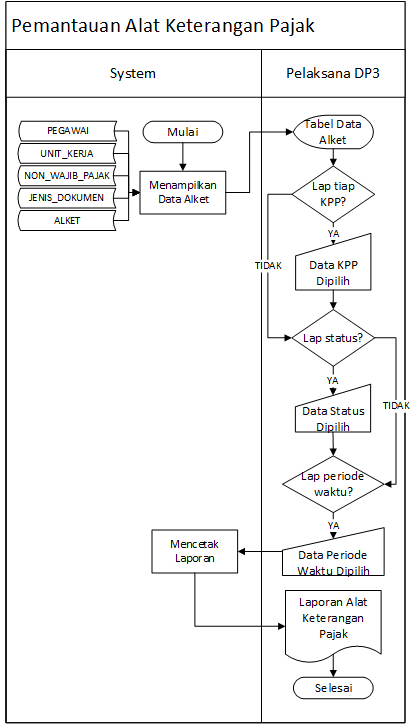 Pemantauan Alat Keterangan Pajak
System
Pelaksana DP3
PEGAWAI
UNIT_KERJA
NON_WAJIB_PAJAK
JENIS_DOKUMEN
ALKET
Mulai
Menampilkan
Data Alket
Tabel Data
Alket
Lap tiap
KPP?
YA
TIDAK
Data KPP
Dipilih
Lap status?
YA
TIDAK
Data Status
Dipilih
Lap periode
waktu?
YA
Data Periode
Waktu Dipilih
Mencetak
Laporan
Laporan Alat
Keterangan
Pajak
Selesai